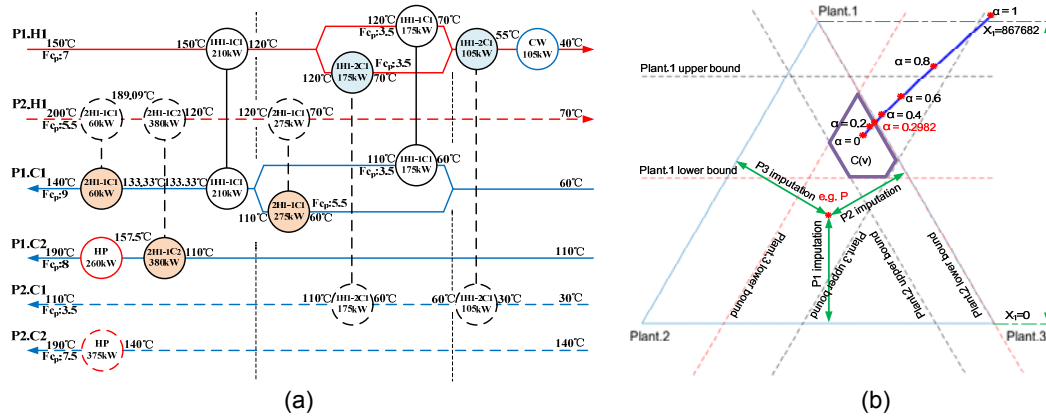 120℃ 1H1-1C1 175kW 70℃
Fcp:3.5
P1.H1 150℃ Fcp:7
150℃ 1H1-1C1 210kW 120℃
1H1-2C1 175kW Fcp:3.5
120℃ 70℃
1H1-2C1 105kW 55℃
CW 105kW 40℃
189,09℃
P2.H1 200℃ Fcp:5.5
2H1-1C1 60kW
2H1-1C2 380kW 120℃
120℃ 2H1-1C1 275kW 70℃
70℃
P1.C1 140℃ Fcp:9
2H1-1C1 60kW
133,33℃ 133.33℃
1H1-1C1 210kW
110℃ 1H1-1C1 175kW 60℃
Fcp:3.5
60℃
110℃ 2H1-1C1 275kW 60℃
Fcp:5.5
P1.C2 190℃ Fcp:8
HP 260kW
157.5℃
2H1-1C2 380kW 110℃
110℃
P2.C1 110℃ Fcp:3.5
110℃ 1H1-2C1 175kW 60℃
60℃ 1H1-2C1 105kW 30℃
30℃
P2.C2 190℃ Fcp:7.5
HP 375kW 140℃
140℃
(a)
Plant.1
α=1
X₁=867682
Plant.1 upper bound
α=0.8
α=0.6
α=0.4
α=0.2
α=0.2982
α=0
C(v)
Plant.1 lower bound
P3 imputation
e.g. P
P2 imputation
P1 imputation
Plant.3 lower bound
Plant.3 upper bound
Plant.2 upper bound
Plant.2 lower bound
X₁=0
Plant.2
Plant.3
(b)